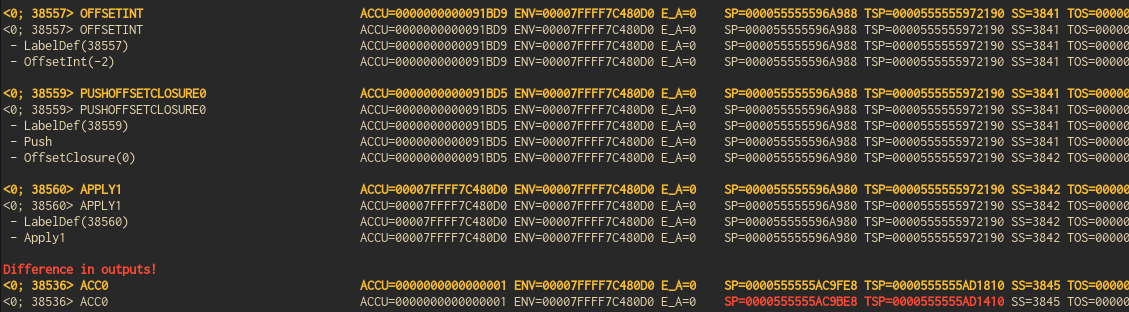 <0; 38557> OFFSETINT ACCU=0000000000091BD9 ENV=00007FFFF7C480D0 E_A=0 SP=000055555596A988 TSP=0000555555972190 SS=3841 TOS=00000
<0; 38557> OFFSETINT ACCU=0000000000091BD9 ENV=00007FFFF7C480D0 E_A=0 SP=000055555596A988 TSP=0000555555972190 SS=3841 TOS=00000
- LabelDef(38557) ACCU=0000000000091BD9 ENV=00007FFFF7C480D0 E_A=0 SP=000055555596A988 TSP=0000555555972190 SS=3841 TOS=00000
- OffsetInt(-2) ACCU=0000000000091BD9 ENV=00007FFFF7C480D0 E_A=0 SP=000055555596A988 TSP=0000555555972190 SS=3841 TOS=00000
<0; 38559> PUSHOFFSETCLOSURE0 ACCU=0000000000091BD5 ENV=00007FFFF7C480D0 E_A=0 SP=000055555596A988 TSP=0000555555972190 SS=3841 TOS=00000
<0; 38559> PUSHOFFSETCLOSURE0 ACCU=0000000000091BD5 ENV=00007FFFF7C480D0 E_A=0 SP=000055555596A988 TSP=0000555555972190 SS=3841 TOS=00000
- LabelDef(38559) ACCU=0000000000091BD5 ENV=00007FFFF7C480D0 E_A=0 SP=000055555596A988 TSP=0000555555972190 SS=3841 TOS=00000
- Push ACCU=0000000000091BD5 ENV=00007FFFF7C480D0 E_A=0 SP=000055555596A988 TSP=0000555555972190 SS=3841 TOS=00000
- OffsetClosure(0) ACCU=0000000000091BD5 ENV=00007FFFF7C480D0 E_A=0 SP=000055555596A980 TSP=0000555555972190 SS=3842 TOS=00000
<0; 38560> APPLY1 ACCU=00007FFFF7C480D0 ENV=00007FFFF7C480D0 E_A=0 SP=000055555596A980 TSP=0000555555972190 SS=3842 TOS=00000
<0; 38560> APPLY1 ACCU=00007FFFF7C480D0 ENV=00007FFFF7C480D0 E_A=0 SP=000055555596A980 TSP=0000555555972190 SS=3842 TOS=00000
- LabelDef(38560) ACCU=00007FFFF7C480D0 ENV=00007FFFF7C480D0 E_A=0 SP=000055555596A980 TSP=0000555555972190 SS=3842 TOS=00000
- Apply1 ACCU=00007FFFF7C480D0 ENV=00007FFFF7C480D0 E_A=0 SP=000055555596A980 TSP=0000555555972190 SS=3842 TOS=00000
Difference in outputs!
<0; 38536> ACC0 ACCU=0000000000000001 ENV=00007FFFF7C480D0 E_A=0 SP=0000555555AC9FE8 TSP=0000555555AD1810 SS=3845 TOS=00000
<0; 38536> ACC0 ACCU=0000000000000001 ENV=00007FFFF7C480D0 E_A=0 SP=0000555555AC9BE8 TSP=0000555555AD1410 SS=3845 TOS=00000